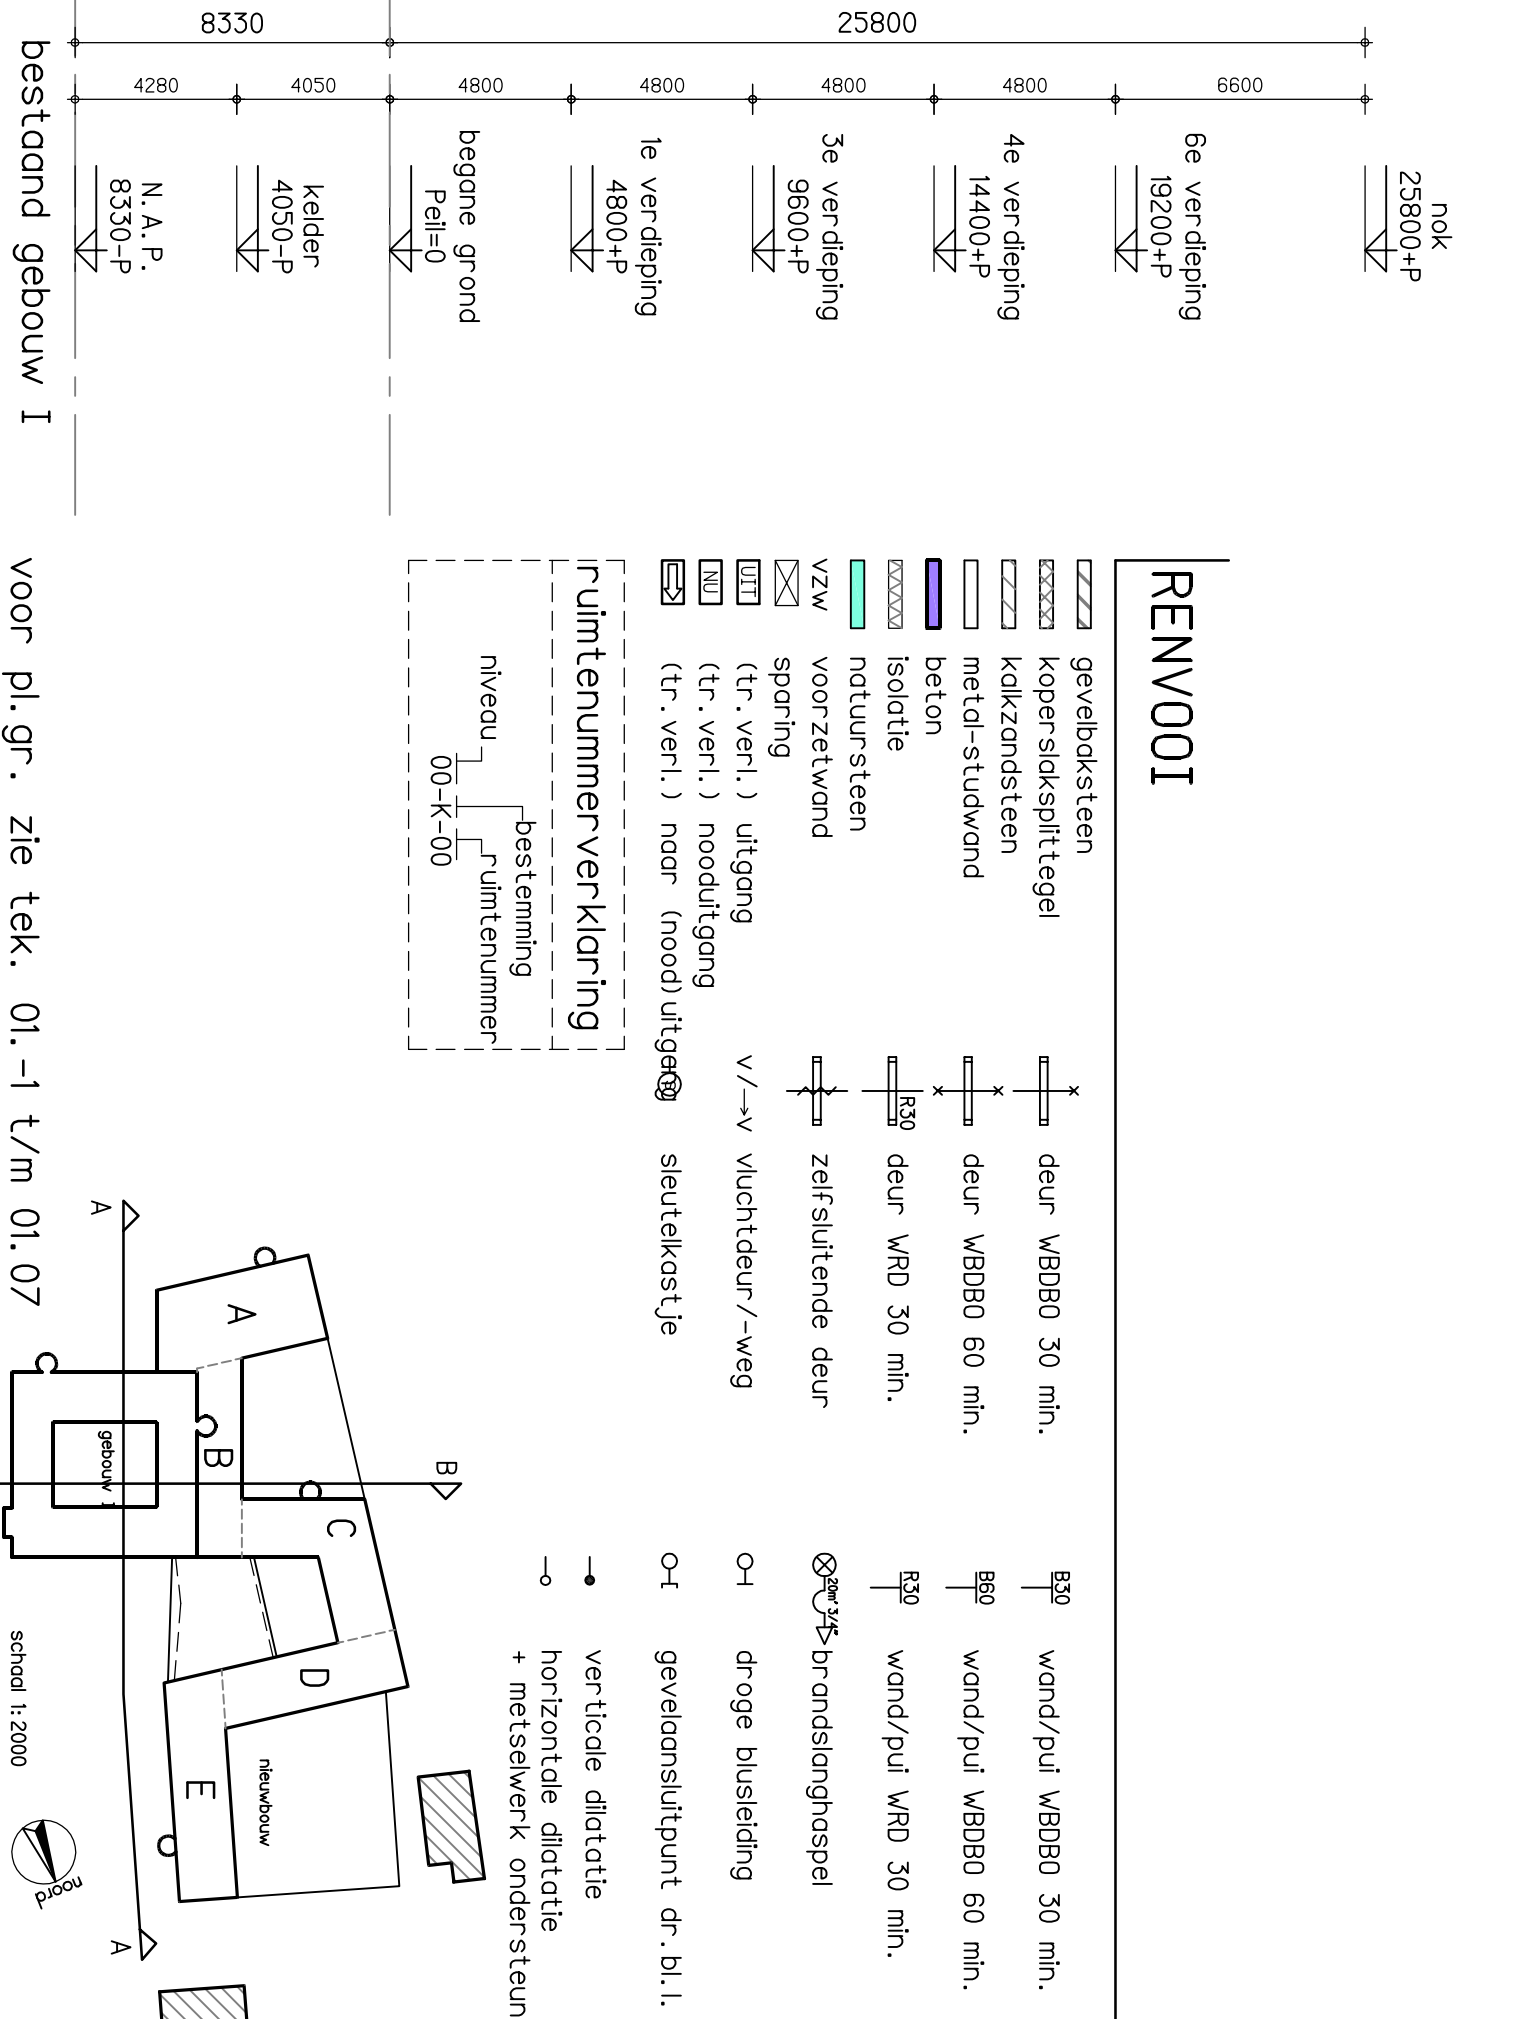 8330
25800
4280
4050
4800
4800
4800
4800
6600
nok
25800+P
6e verdieping
19200+P
4e verdieping
14400+P
3e verdieping
9600+P
1e verdieping
4800+P
begane grond
Peil=0
kelder
4050-P
N.A.P.
8330-P
bestaand gebouw I
RENVOOI
gevelbaksteen
koperslaksplittegel
kalkzandsteen
metal-studwand
beton
isolatie
natuursteen
vzw voorzetwand
sparing
UIT (tr.verl.) uitgang
NU (tr.verl.) nooduitgang
(tr.verl.) naar (nood)uitgang
deur WBDBO 30 min.
deur WBDBO 60 min.
R30 deur WRD 30 min.
zelfsluitende deur
v/→v vluchtdeur/-weg
sleutelkastje
B30 wand/pui WBDBO 30 min.
B60 wand/pui WBDBO 60 min.
R30 wand/pui WRD 30 min.
20m' 3/4" brandslanghaspel
droge blusleiding
gevelaansluitpunt dr.bl.l.
verticale dilatatie
horizontale dilatatie
+ metselwerk ondersteun
ruimtenummerverklaring
bestemming
niveau
ruimtenummer
00-K-00
voor pl.gr. zie tek. 01.-1 t/m 01.07
B
A
B
C
D
E
A
A
gebouw I
nieuwbouw
schaal 1:2000
noord